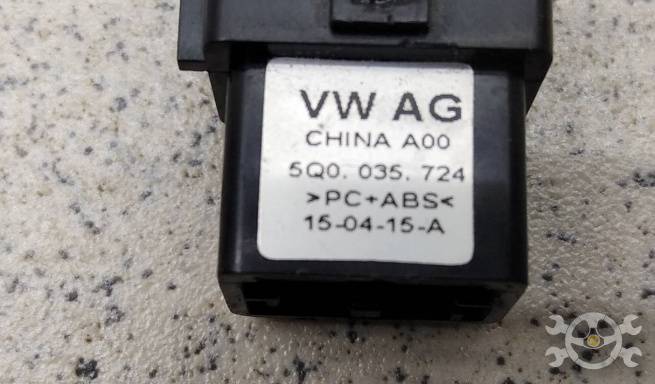 VW AG
CHINA A00
5Q0. 035. 724
>PC+ABS<
15-04-15-A